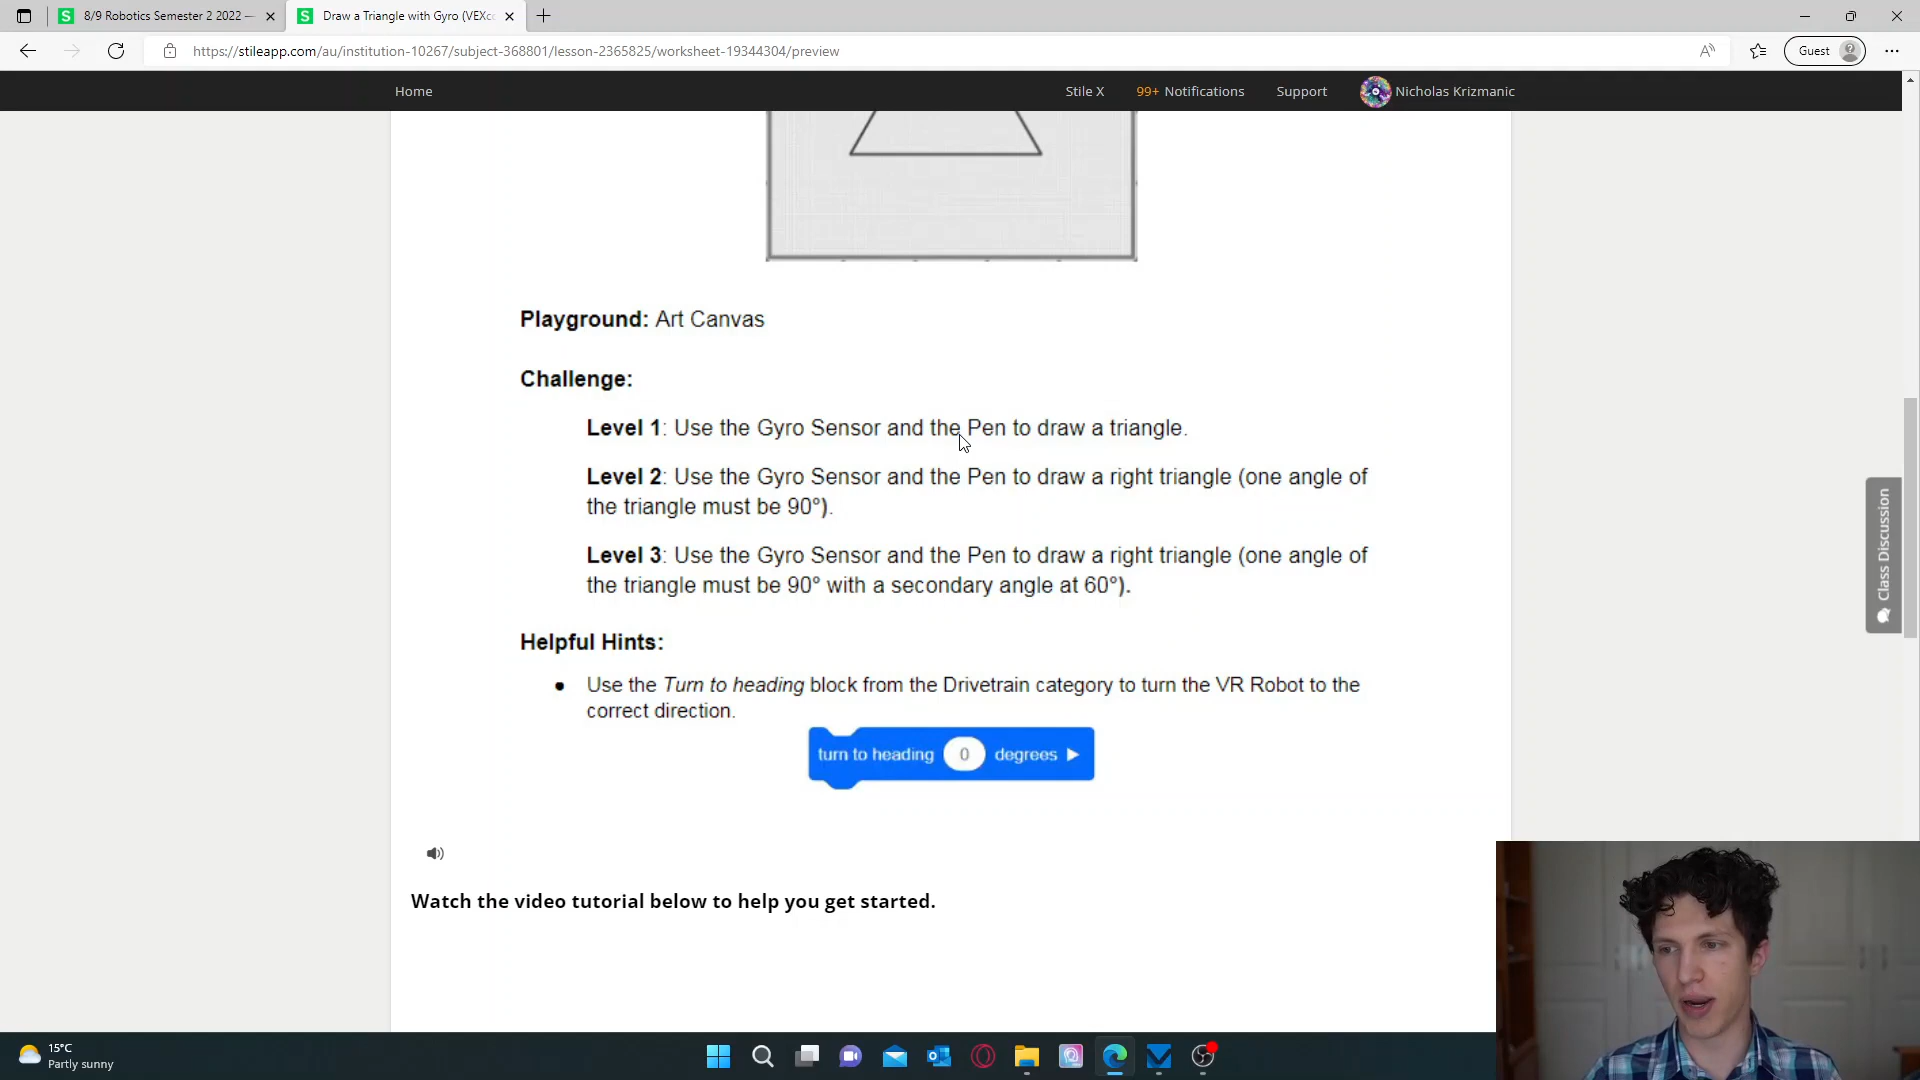 8/9 Robotics Semester 2 2022 —
Draw a Triangle with Gyro (VEXco
https://stileapp.com/au/institution-10267/subject-368801/lesson-2365825/worksheet-19344304/preview
Guest
Home
Stile X
99+ Notifications
Support
Nicholas Krizmanic
Playground: Art Canvas
Challenge:
Level 1: Use the Gyro Sensor and the Pen to draw a triangle.
Level 2: Use the Gyro Sensor and the Pen to draw a right triangle (one angle of
the triangle must be 90°).
Level 3: Use the Gyro Sensor and the Pen to draw a right triangle (one angle of
the triangle must be 90° with a secondary angle at 60°).
Helpful Hints:
● Use the Turn to heading block from the Drivetrain category to turn the VR Robot to the
correct direction.
turn to heading 0 degrees
Watch the video tutorial below to help you get started.
Class Discussion
15°C
Partly sunny